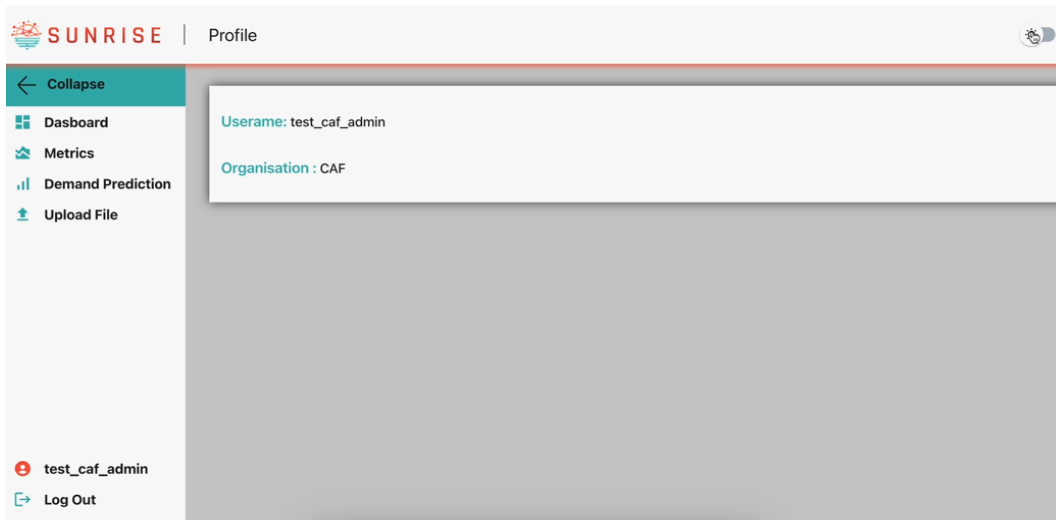 SUNRISE | Profile
Collapse
Dasboard
Metrics
Demand Prediction
Upload File
Userame: test_caf_admin
Organisation : CAF
test_caf_admin
Log Out